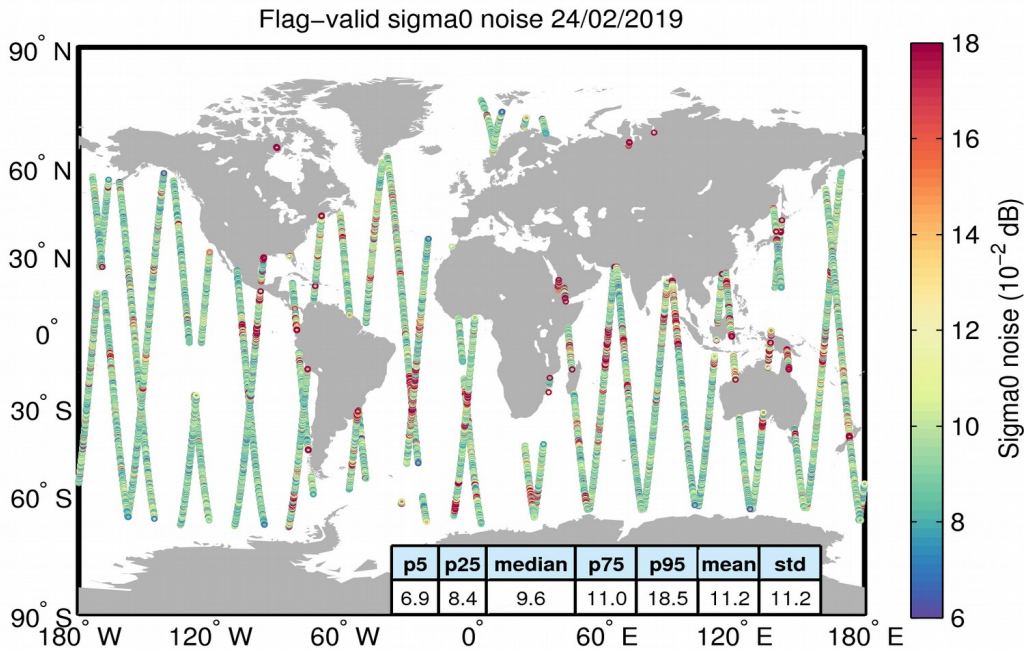 Flag−valid sigma0 noise 24/02/2019
90° N
60° N
30° N
0°
30° S
60° S
90° S
180° W
120° W
60° W
0°
60° E
120° E
180° E
p5 p25 median p75 p95 mean std
6.9 8.4 9.6 11.0 18.5 11.2 11.2
18
16
14
12
10
8
6
Sigma0 noise (10⁻² dB)